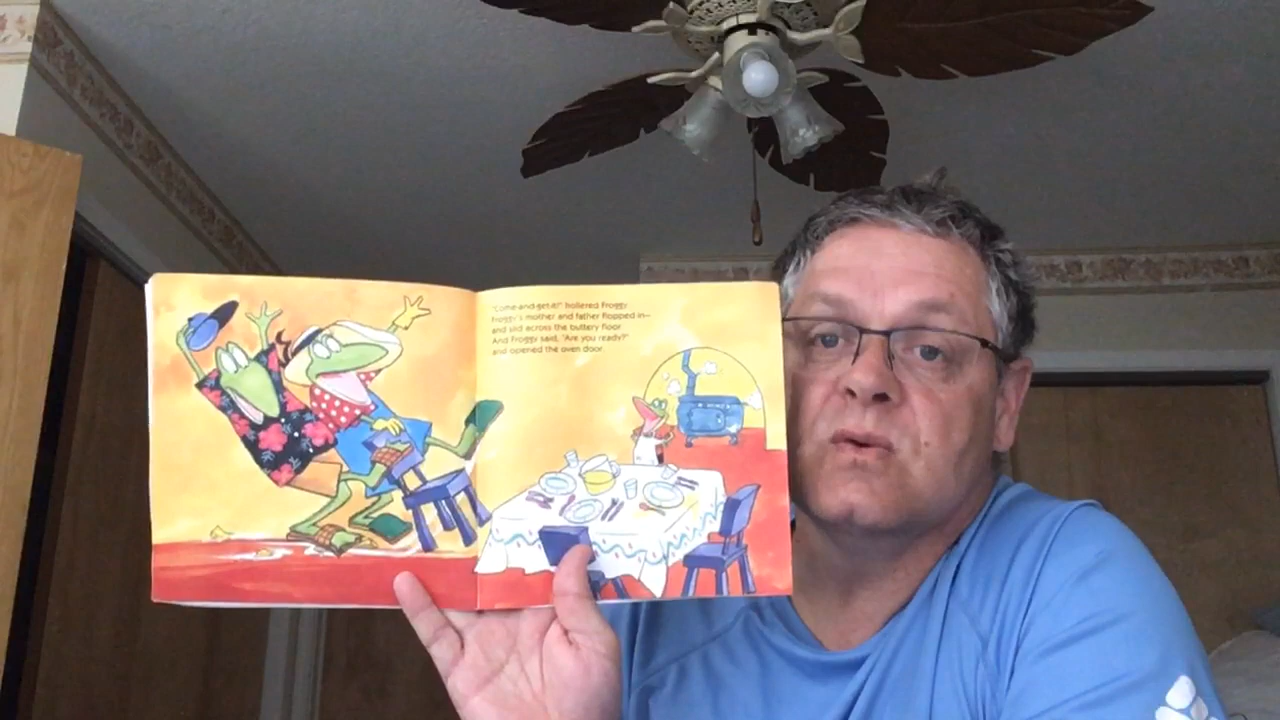 "Come-and-get-it!" hollered Froggy
Froggy's mother and father flopped in—
and slid across the buttery floor
And Froggy said, "Are you ready?"
and opened the oven door